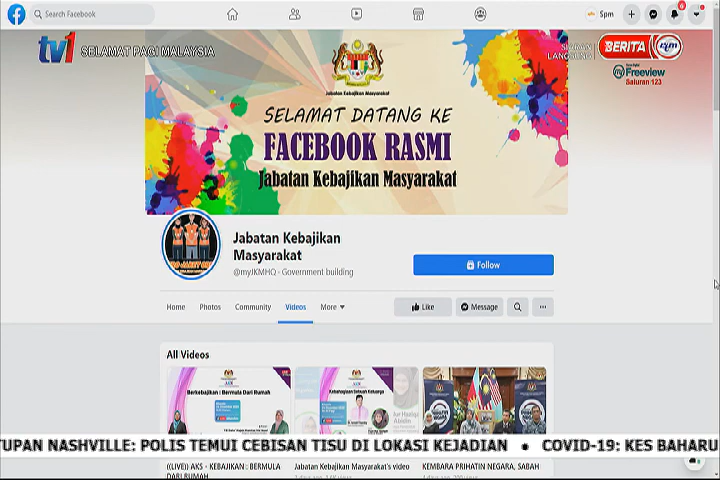 Search Facebook
Spm
tv1
SELAMAT PAGI MALAYSIA
SIARAN
LANGSUNG
BERITA rtm
Freeview
Saluran 123
Jabatan Kebajikan Masyarakat
SELAMAT DATANG KE
FACEBOOK RASMI
Jabatan Kebajikan Masyarakat
Jabatan Kebajikan
Masyarakat
@myJKMHQ · Government building
Follow
Home
Photos
Community
Videos
More
Like
Message
All Videos
Berkebajikan : Bermula Dari Rumah
Kebahagiaan Sebuah Keluarga
TUPAN NASHVILLE: POLIS TEMUI CEBISAN TISU DI LOKASI KEJADIAN • COVID-19: KES BAHARU
((LIVE)) AKS - KEBAJIKAN : BERMULA
DARI RUMAH
Jabatan Kebajikan Masyarakat's video
KEMBARA PRIHATIN NEGARA, SABAH